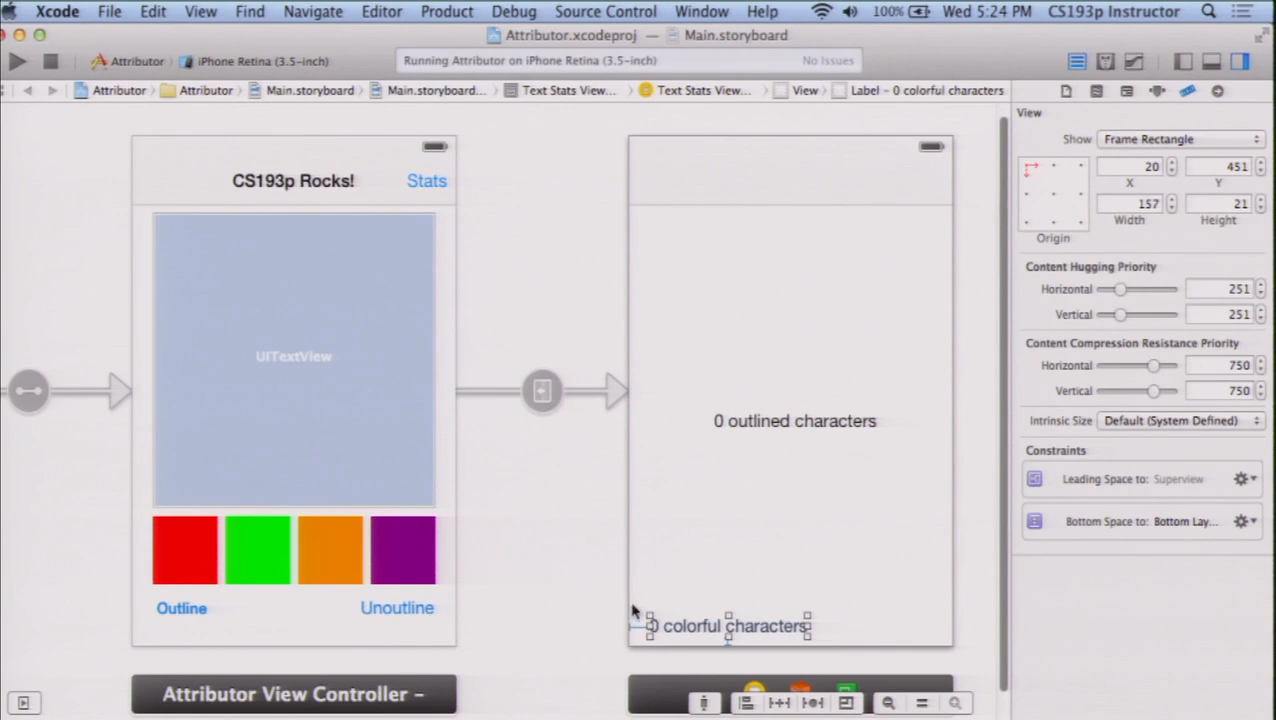 Xcode File Edit View Find Navigate Editor Product Debug Source Control Window Help 100% Wed 5:24 PM CS193p Instructor
Attributor.xcodeproj — Main.storyboard
Attributor iPhone Retina (3.5-inch) Running Attributor on iPhone Retina (3.5-inch) No Issues
Attributor Attributor Main.storyboard Main.storyboard... Text Stats View... Text Stats View... View Label - 0 colorful characters
View
Show Frame Rectangle
20 451
X Y
157 21
Width Height
Origin
Content Hugging Priority
Horizontal 251
Vertical 251
Content Compression Resistance Priority
Horizontal 750
Vertical 750
Intrinsic Size Default (System Defined)
Constraints
Leading Space to: Superview
Bottom Space to: Bottom Lay...
CS193p Rocks! Stats
UITextView
Outline Unoutline
Attributor View Controller –
0 outlined characters
0 colorful characters